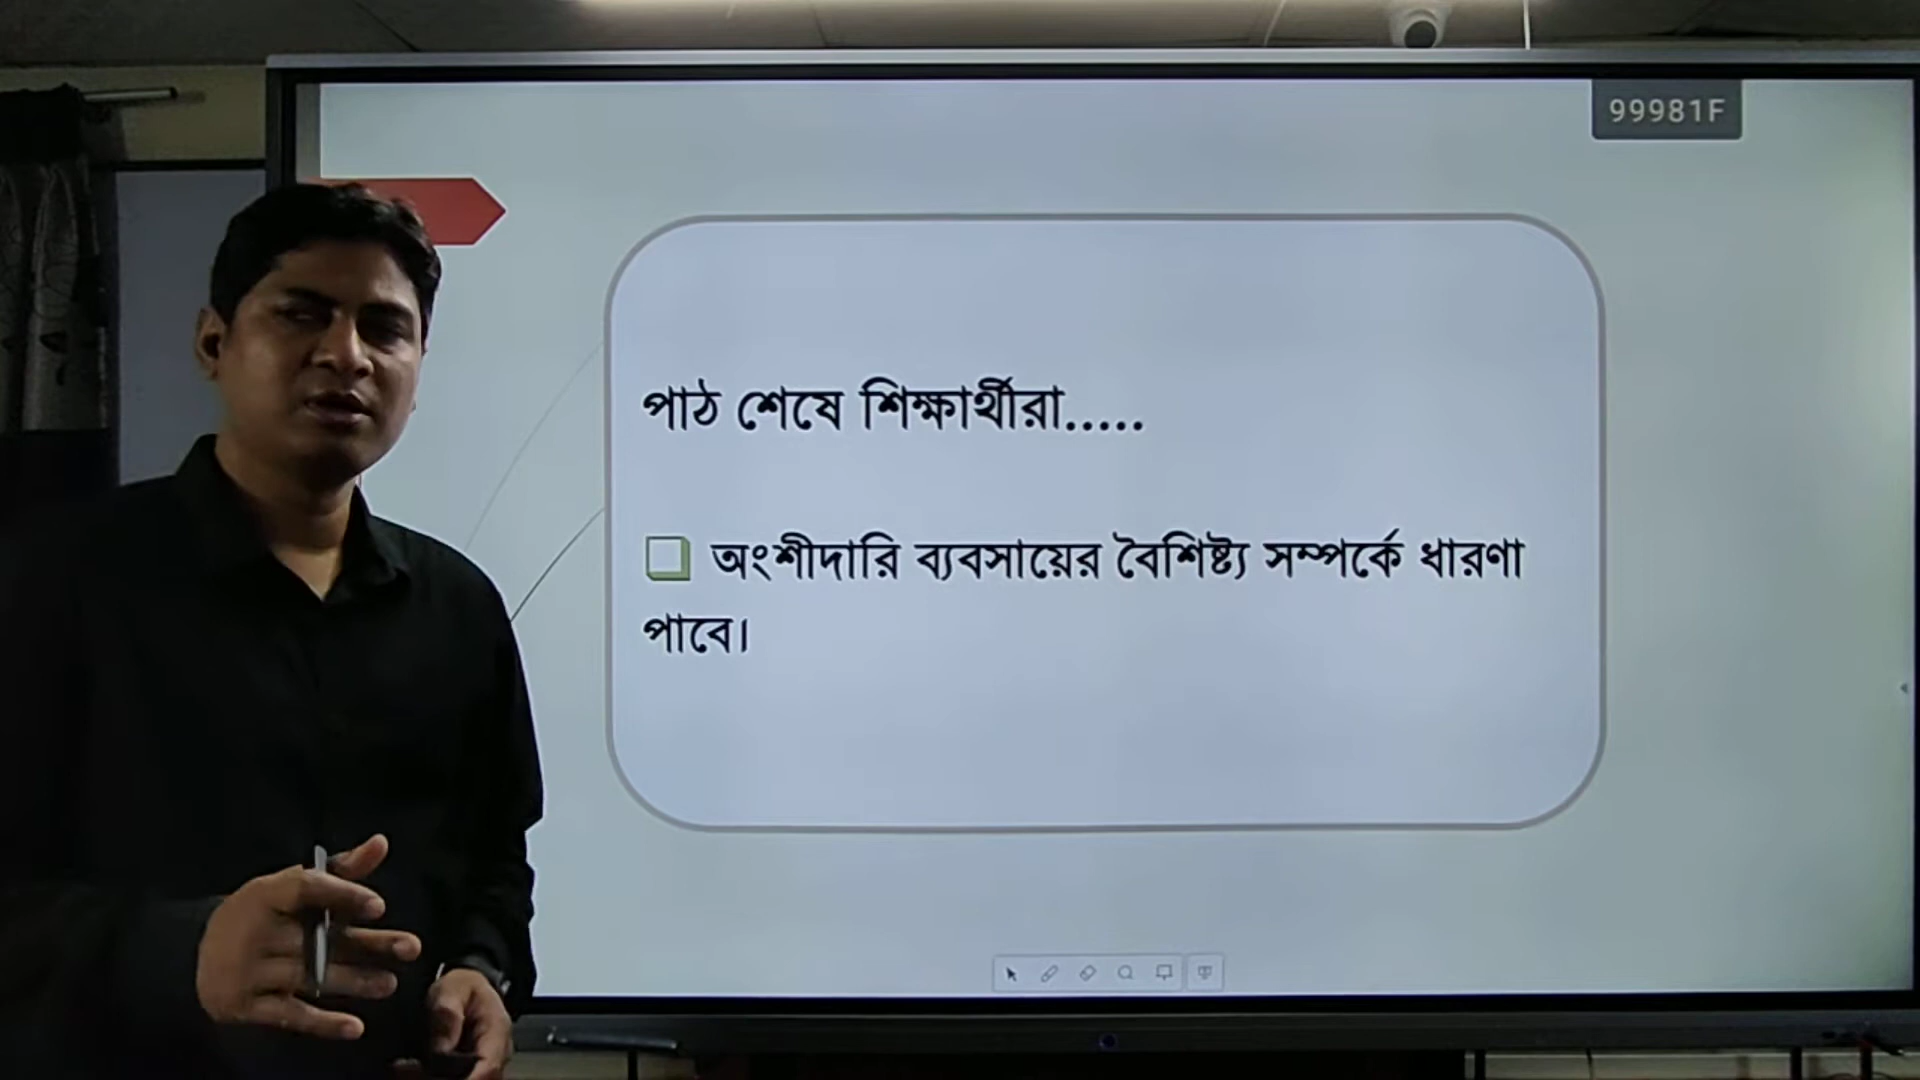 99981F
পাঠ শেষে শিক্ষার্থীরা.....
অংশীদারি ব্যবসায়ের বৈশিষ্ট্য সম্পর্কে ধারণা
পাবে।